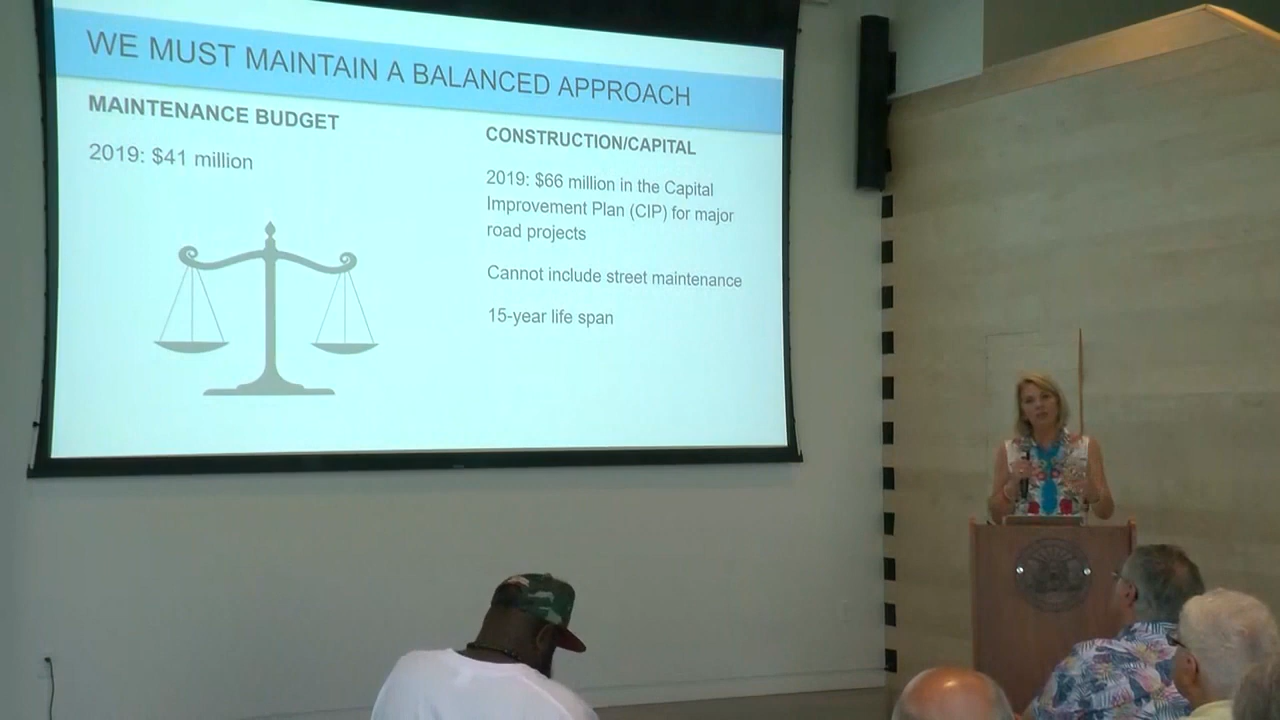 WE MUST MAINTAIN A BALANCED APPROACH
MAINTENANCE BUDGET
2019: $41 million
CONSTRUCTION/CAPITAL
2019: $66 million in the Capital
Improvement Plan (CIP) for major
road projects
Cannot include street maintenance
15-year life span